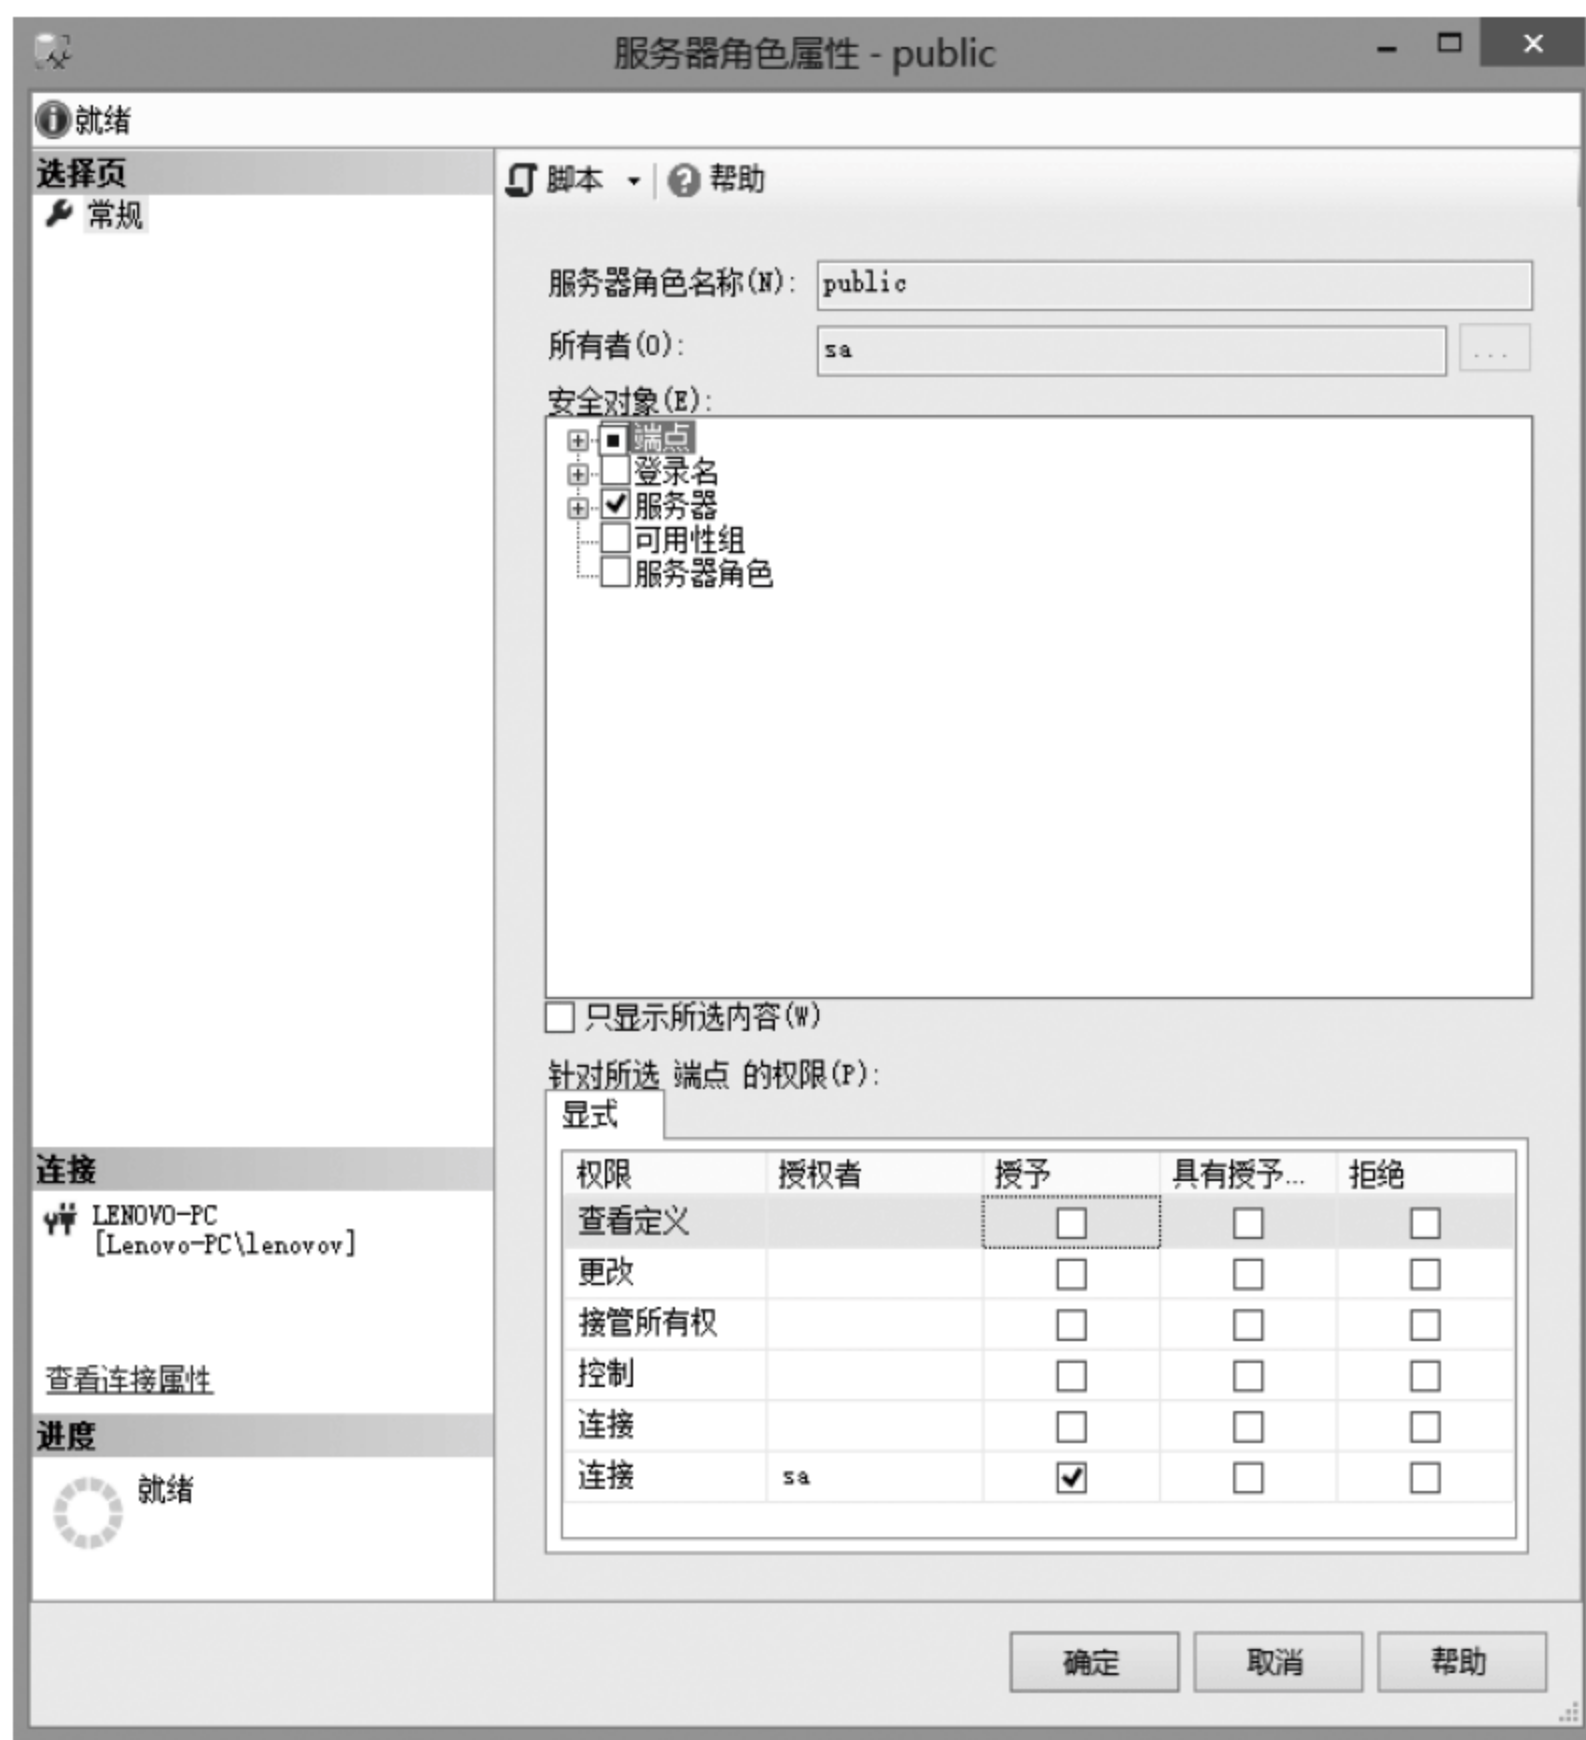 服务器角色属性 - public
就绪
选择页
常规
脚本 帮助
服务器角色名称(N): public
所有者(O): sa
...
安全对象(E):
端点
登录名
服务器
可用性组
服务器角色
只显示所选内容(W)
针对所选 端点 的权限(P):
显式
权限 授权者 授予 具有授予... 拒绝
查看定义
更改
接管所有权
控制
连接
连接 sa
连接
LENOVO-PC
[Lenovo-PC\lenovov]
查看连接属性
进度
就绪
确定 取消 帮助